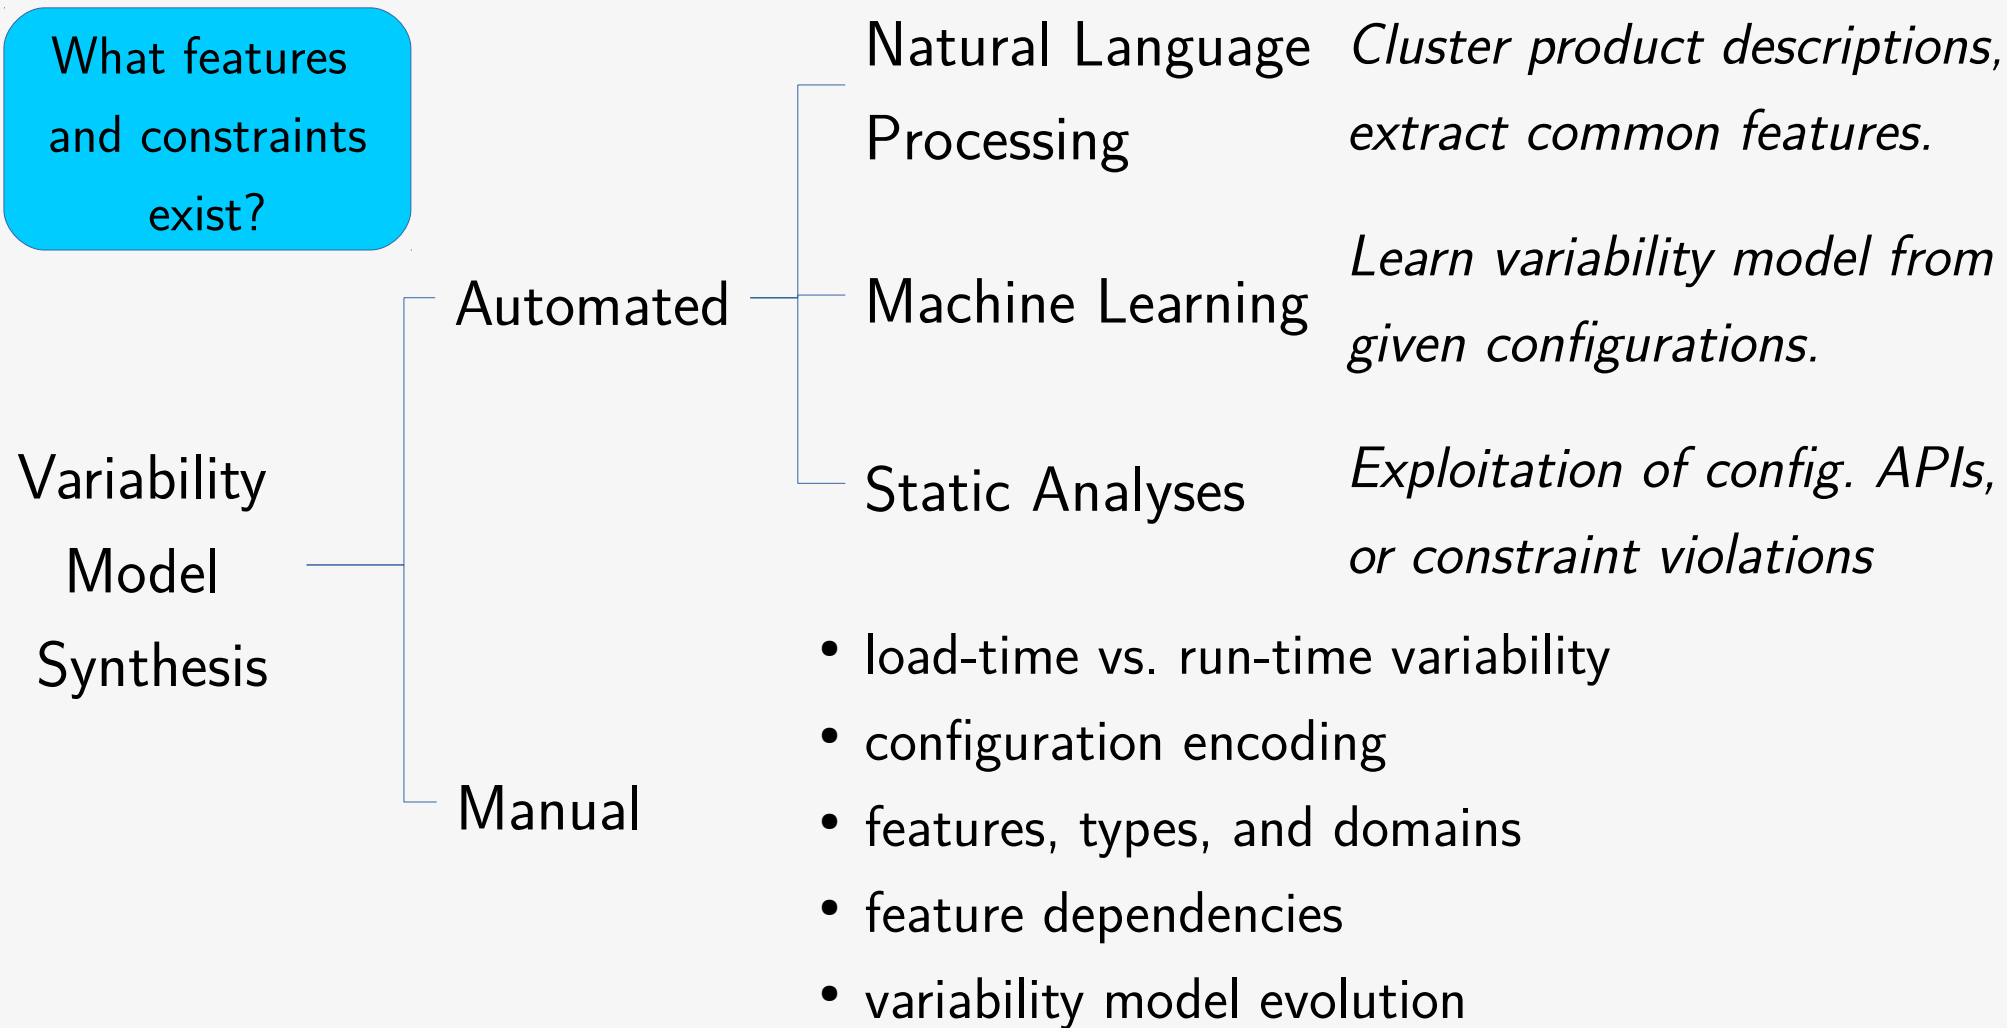 What features
and constraints
exist?
Variability
Model
Synthesis
Automated
Natural Language
Processing
Cluster product descriptions,
extract common features.
Machine Learning
Learn variability model from
given configurations.
Static Analyses
Exploitation of config. APIs,
or constraint violations
Manual
• load-time vs. run-time variability
• configuration encoding
• features, types, and domains
• feature dependencies
• variability model evolution